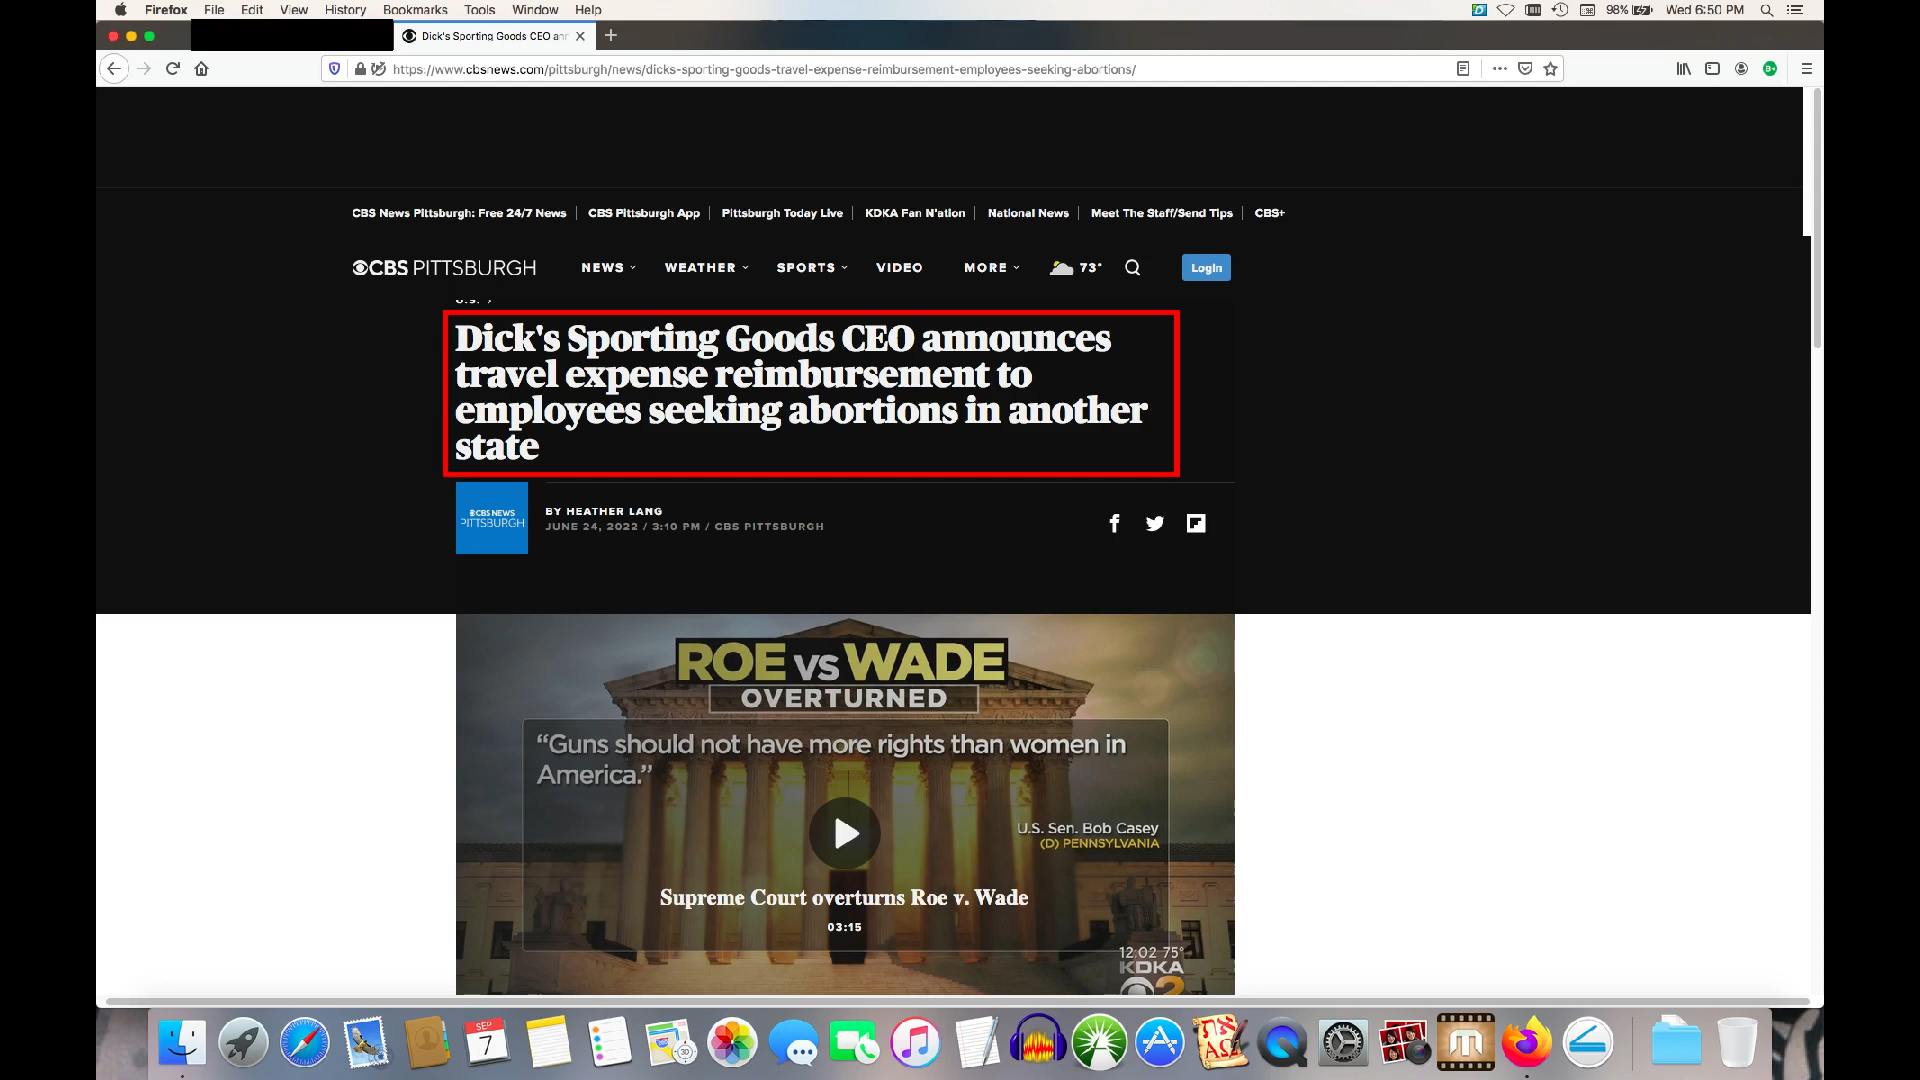 Firefox File Edit View History Bookmarks Tools Window Help 98% Wed 6:50 PM
Dick's Sporting Goods CEO an
https://www.cbsnews.com/pittsburgh/news/dicks-sporting-goods-travel-expense-reimbursement-employees-seeking-abortions/
CBS News Pittsburgh: Free 24/7 News CBS Pittsburgh App Pittsburgh Today Live KDKA Fan N'ation National News Meet The Staff/Send Tips CBS+
CBS PITTSBURGH NEWS WEATHER SPORTS VIDEO MORE 73° Login
Dick's Sporting Goods CEO announces
travel expense reimbursement to
employees seeking abortions in another
state
CBS NEWS
PITTSBURGH
BY HEATHER LANG
JUNE 24, 2022 / 3:10 PM / CBS PITTSBURGH
ROE VS WADE
OVERTURNED
“Guns should not have more rights than women in
America.”
U.S. Sen. Bob Casey
(D) PENNSYLVANIA
Supreme Court overturns Roe v. Wade
03:15
12:02 75°
KDKA
2
SEP
7
30